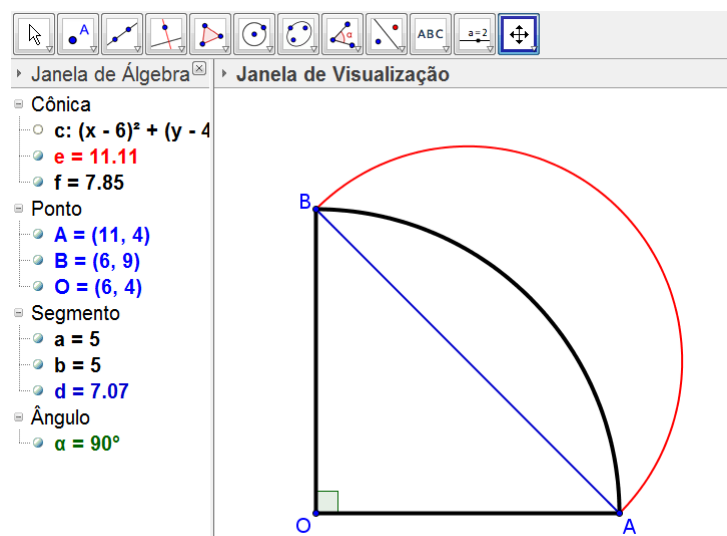 A
α
ABC
a=2
Janela de Álgebra
Janela de Visualização
Cônica
c: (x - 6)² + (y - 4
e = 11.11
f = 7.85
Ponto
A = (11, 4)
B = (6, 9)
O = (6, 4)
Segmento
a = 5
b = 5
d = 7.07
Ângulo
α = 90°
B
O
A